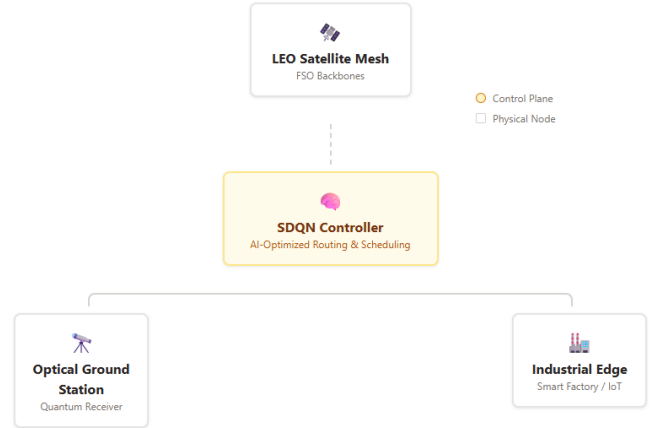 LEO Satellite Mesh
FSO Backbones
Control Plane
Physical Node
SDQN Controller
AI-Optimized Routing & Scheduling
Optical Ground
Station
Quantum Receiver
Industrial Edge
Smart Factory / IoT